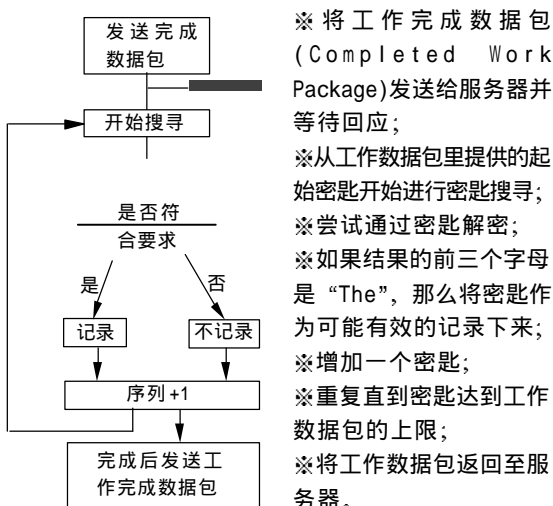 发送完成
数据包
开始搜寻
是否符
合要求
是
否
记录
不记录
序列+1
完成后发送工
作完成数据包
※将工作完成数据包
(Completed Work
Package)发送给服务器并
等待回应;
※从工作数据包里提供的起
始密匙开始进行密匙搜寻;
※尝试通过密匙解密;
※如果结果的前三个字母
是“The”, 那么将密匙作
为可能有效的记录下来;
※增加一个密匙;
※重复直到密匙达到工作
数据包的上限;
※将工作数据包返回至服
务器。